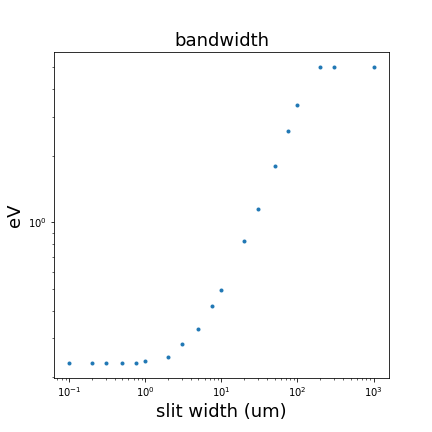 bandwidth
eV
10⁰
10⁻¹ 10⁰ 10¹ 10² 10³
slit width (um)